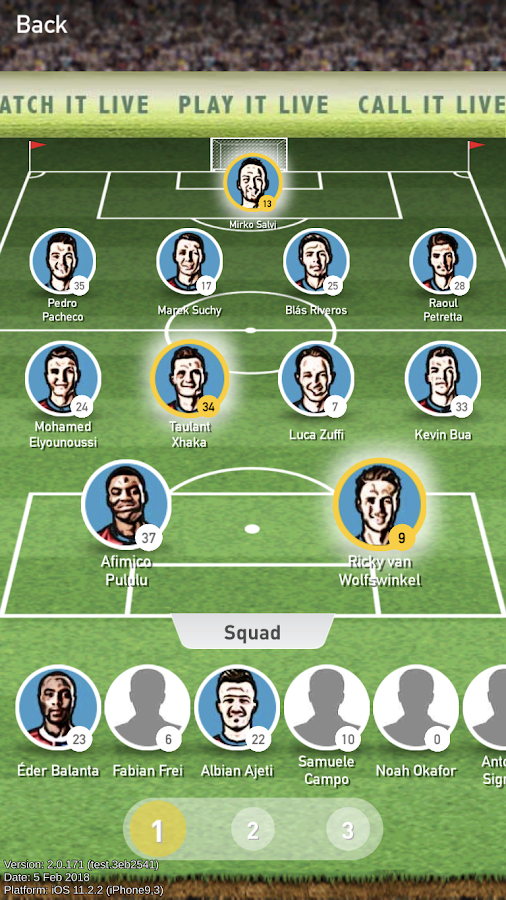 Back
ATCH IT LIVE PLAY IT LIVE CALL IT LIVE
13
Mirko Salvi
35
17
25
28
Pedro
Pacheco
Marek Suchy
Blás Riveros
Raoul
Petretta
24
34
7
33
Mohamed
Elyounoussi
Taulant
Xhaka
Luca Zuffi
Kevin Bua
37
9
Afimico
Pululu
Ricky van
Wolfswinkel
Squad
23
6
22
10
0
Éder Balanta
Fabian Frei
Albian Ajeti
Samuele
Campo
Noah Okafor
Anto
Sign
1
2
3
Version: 2.0.171 (test.3eb2541)
Date: 5 Feb 2018
Platform: iOS 11.2.2 (iPhone9,3)